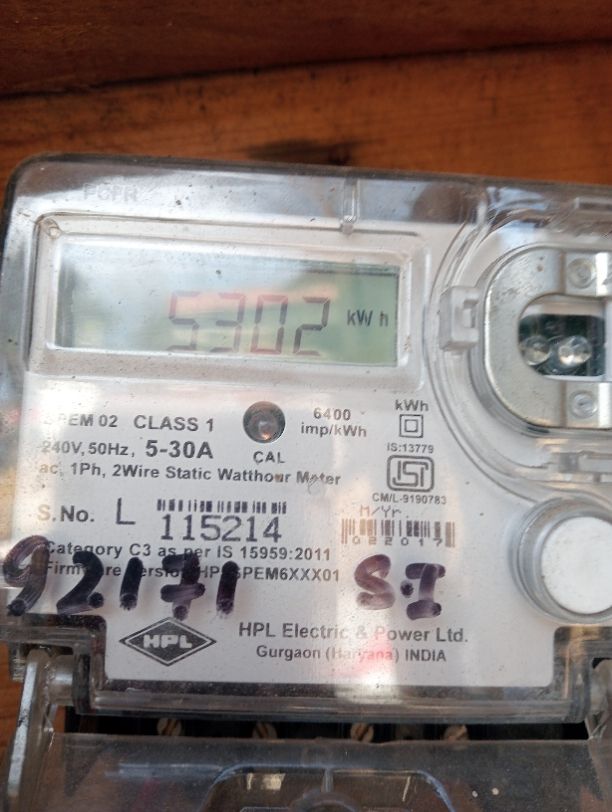 5302 kWh
PEM 02 CLASS 1
6400
imp/kWh
kWh
240V, 50Hz, 5-30A
CAL
IS:13779
ac, 1Ph, 2Wire Static Watthour Meter
ISI
CM/L-9190783
S.No. L 115214
M/Yr
022017
Category C3 as per IS 15959:2011
92171 S-I
HPL
HPL Electric & Power Ltd.
Gurgaon (Haryana) INDIA